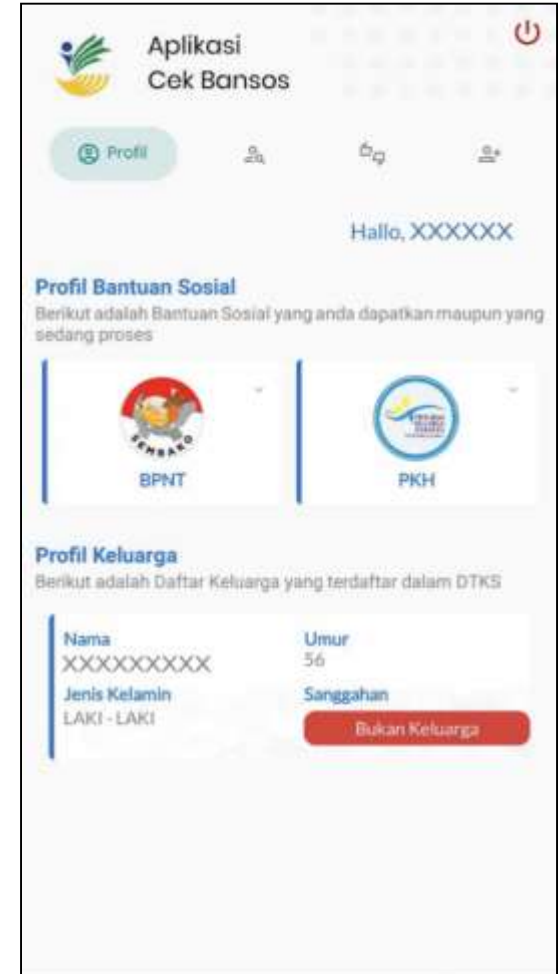 Aplikasi
Cek Bansos
Profil
Hallo, XXXXXX
Profil Bantuan Sosial
Berikut adalah Bantuan Sosial yang anda dapatkan maupun yang
sedang proses
SEMBAKO
BPNT
PKH
Profil Keluarga
Berikut adalah Daftar Keluarga yang terdaftar dalam DTKS
Nama
XXXXXXXXX
Umur
56
Jenis Kelamin
LAKI - LAKI
Sanggahan
Bukan Keluarga